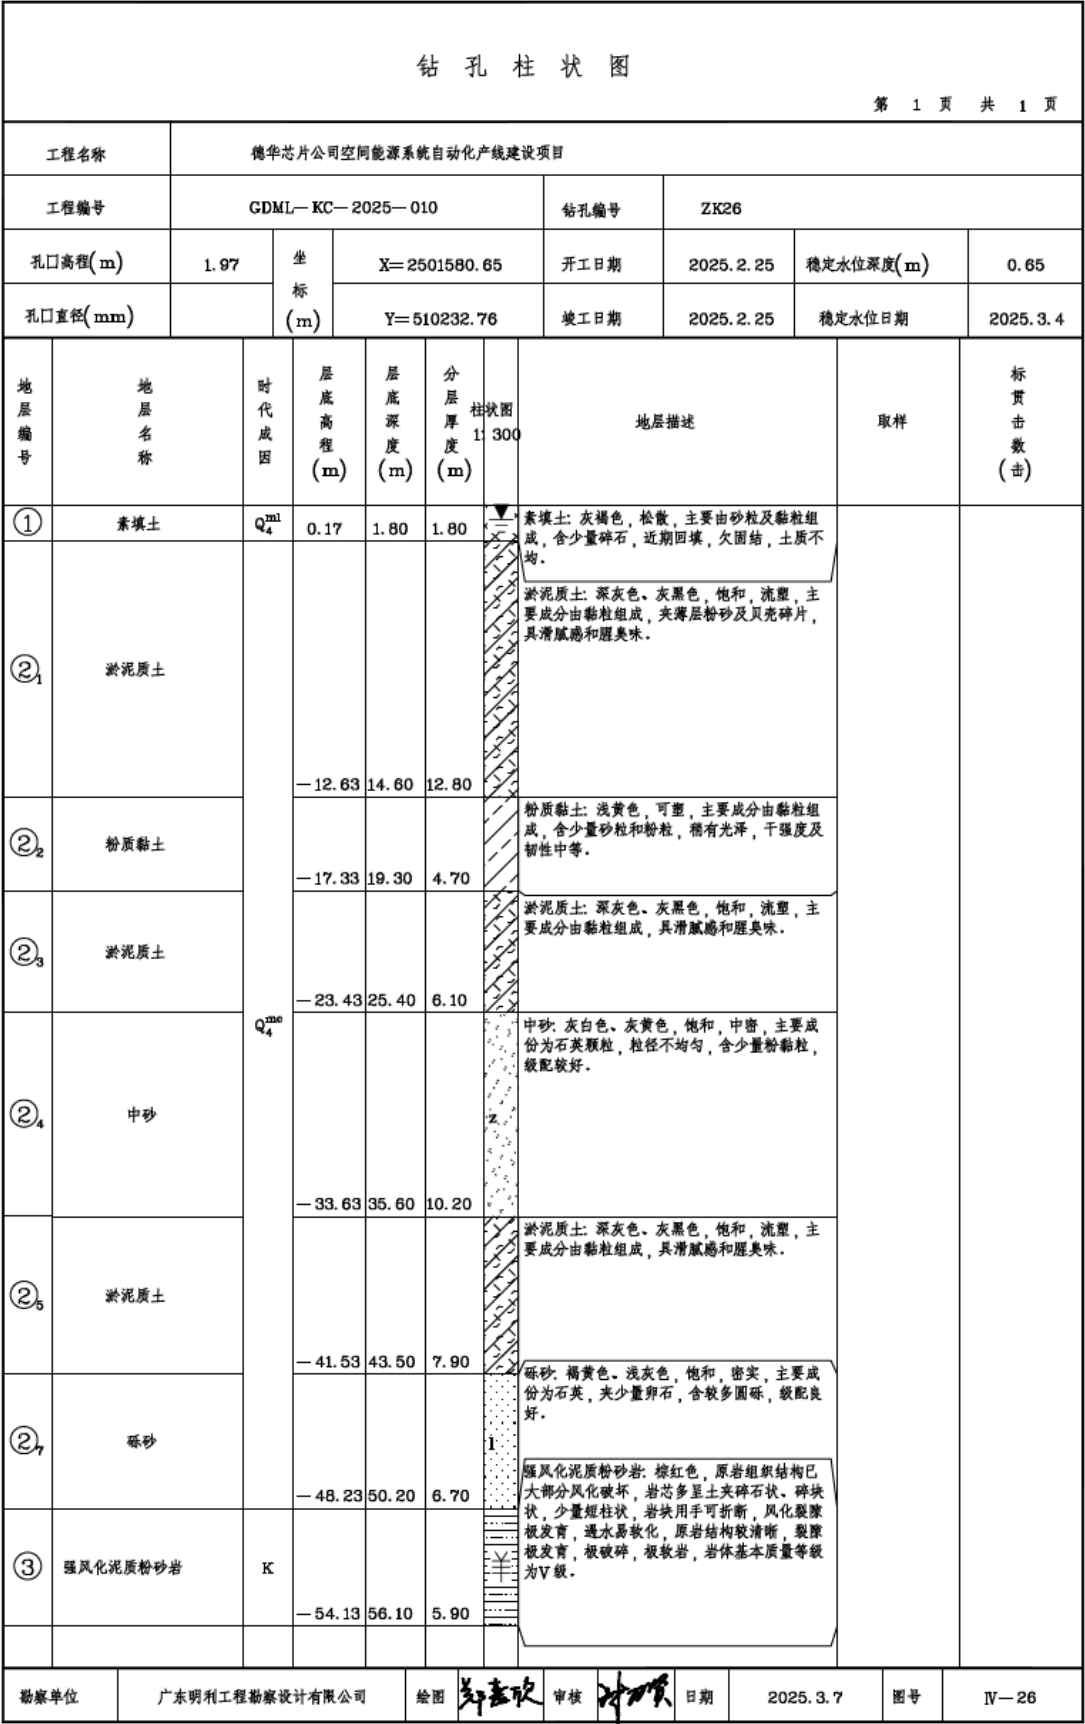 钻孔柱状图
第 1 页 共 1 页
工程名称 德华芯片公司空间能源系统自动化产线建设项目
工程编号 GDML—KC—2025—010 钻孔编号 ZK26
孔口高程(m) 1.97 坐标(m) X=2501580.65 开工日期 2025.2.25 稳定水位深度(m) 0.65
孔口直径(mm) Y=510232.76 竣工日期 2025.2.25 稳定水位日期 2025.3.4
地层编号 地层名称 时代成因 层底高程(m) 层底深度(m) 分层厚度(m) 柱状图 1:300 地层描述 取样 标贯击数(击)
① 素填土 Q4ml 0.17 1.80 1.80
素填土: 灰褐色，松散，主要由砂粒及黏粒组
成，含少量碎石，近期回填，欠固结，土质不
均.
②1 淤泥质土 −12.63 14.60 12.80
淤泥质土: 深灰色、灰黑色，饱和，流塑，主
要成分由黏粒组成，夹薄层粉砂及贝壳碎片，
具滑腻感和腥臭味.
②2 粉质黏土 −17.33 19.30 4.70
粉质黏土: 浅黄色，可塑，主要成分由黏粒组
成，含少量砂粒和粉粒，稍有光泽，干强度及
韧性中等.
②3 淤泥质土 −23.43 25.40 6.10
淤泥质土: 深灰色、灰黑色，饱和，流塑，主
要成分由黏粒组成，具滑腻感和腥臭味.
Q4mc
②4 中砂 −33.63 35.60 10.20
z
中砂: 灰白色、灰黄色，饱和，中密，主要成
份为石英颗粒，粒径不均匀，含少量粉黏粒，
级配较好.
②5 淤泥质土 −41.53 43.50 7.90
淤泥质土: 深灰色、灰黑色，饱和，流塑，主
要成分由黏粒组成，具滑腻感和腥臭味.
②7 砾砂 −48.23 50.20 6.70
l
砾砂: 褐黄色、浅灰色，饱和，密实，主要成
份为石英，夹少量卵石，含较多圆砾，级配良
好.
③ 强风化泥质粉砂岩 K −54.13 56.10 5.90
强风化泥质粉砂岩: 棕红色，原岩组织结构已
大部分风化破坏，岩芯多呈土夹碎石状、碎块
状，少量短柱状，岩块用手可折断，风化裂隙
极发育，遇水易软化，原岩结构较清晰，裂隙
极发育，极破碎，极软岩，岩体基本质量等级
为V级.
勘察单位 广东明利工程勘察设计有限公司 绘图 郑嘉欣 审核 日期 2025.3.7 图号 Ⅳ—26